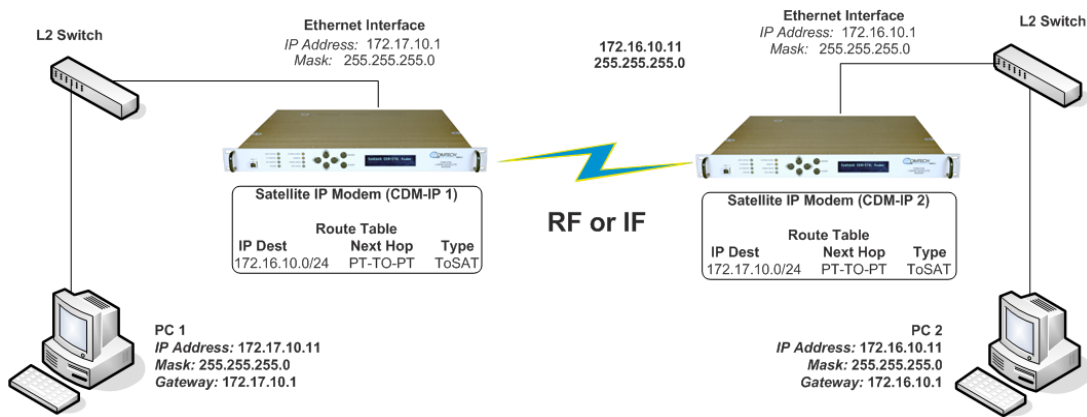 L2 Switch
Ethernet Interface
IP Address: 172.17.10.1
Mask: 255.255.255.0
172.16.10.11
255.255.255.0
Ethernet Interface
IP Address: 172.16.10.1
Mask: 255.255.255.0
L2 Switch
Satellite IP Modem (CDM-IP 1)
Route Table
IP Dest Next Hop Type
172.16.10.0/24 PT-TO-PT ToSAT
RF or IF
Satellite IP Modem (CDM-IP 2)
Route Table
IP Dest Next Hop Type
172.17.10.0/24 PT-TO-PT ToSAT
PC 1
IP Address: 172.17.10.11
Mask: 255.255.255.0
Gateway: 172.17.10.1
PC 2
IP Address: 172.16.10.11
Mask: 255.255.255.0
Gateway: 172.16.10.1